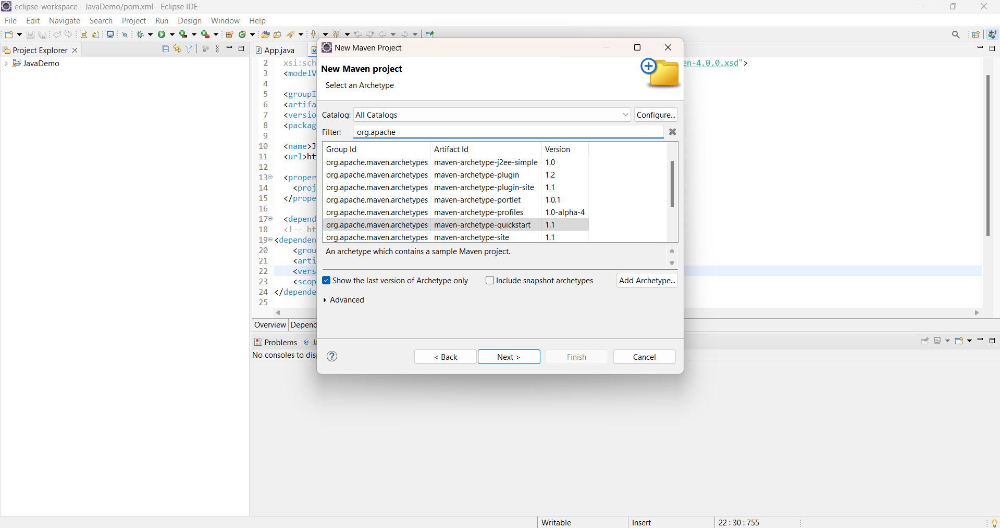 eclipse-workspace - JavaDemo/pom.xml - Eclipse IDE
File Edit Navigate Search Project Run Design Window Help
Project Explorer
JavaDemo
App.java
2 xsi:sch en-4.0.0.xsd">
3 <modelV
4
5 <groupI
6 <artifa
7 <versio
8 <packag
9
10 <name>J
11 <url>ht
12
13 <proper
14 <proj
15 </prope
16
17 <depend
18 <!-- ht
19 <dependen
20 <grou
21 <arti
22 <vers
23 <scop
24 </depende
25
Overview Depend
Problems @ Ja
No consoles to dis
New Maven Project
New Maven project
Select an Archetype
Catalog: All Catalogs Configure...
Filter: org.apache
Group Id Artifact Id Version
org.apache.maven.archetypes maven-archetype-j2ee-simple 1.0
org.apache.maven.archetypes maven-archetype-plugin 1.2
org.apache.maven.archetypes maven-archetype-plugin-site 1.1
org.apache.maven.archetypes maven-archetype-portlet 1.0.1
org.apache.maven.archetypes maven-archetype-profiles 1.0-alpha-4
org.apache.maven.archetypes maven-archetype-quickstart 1.1
org.apache.maven.archetypes maven-archetype-site 1.1
An archetype which contains a sample Maven project.
Show the last version of Archetype only Include snapshot archetypes Add Archetype...
Advanced
? < Back Next > Finish Cancel
Writable Insert 22 : 30 : 755